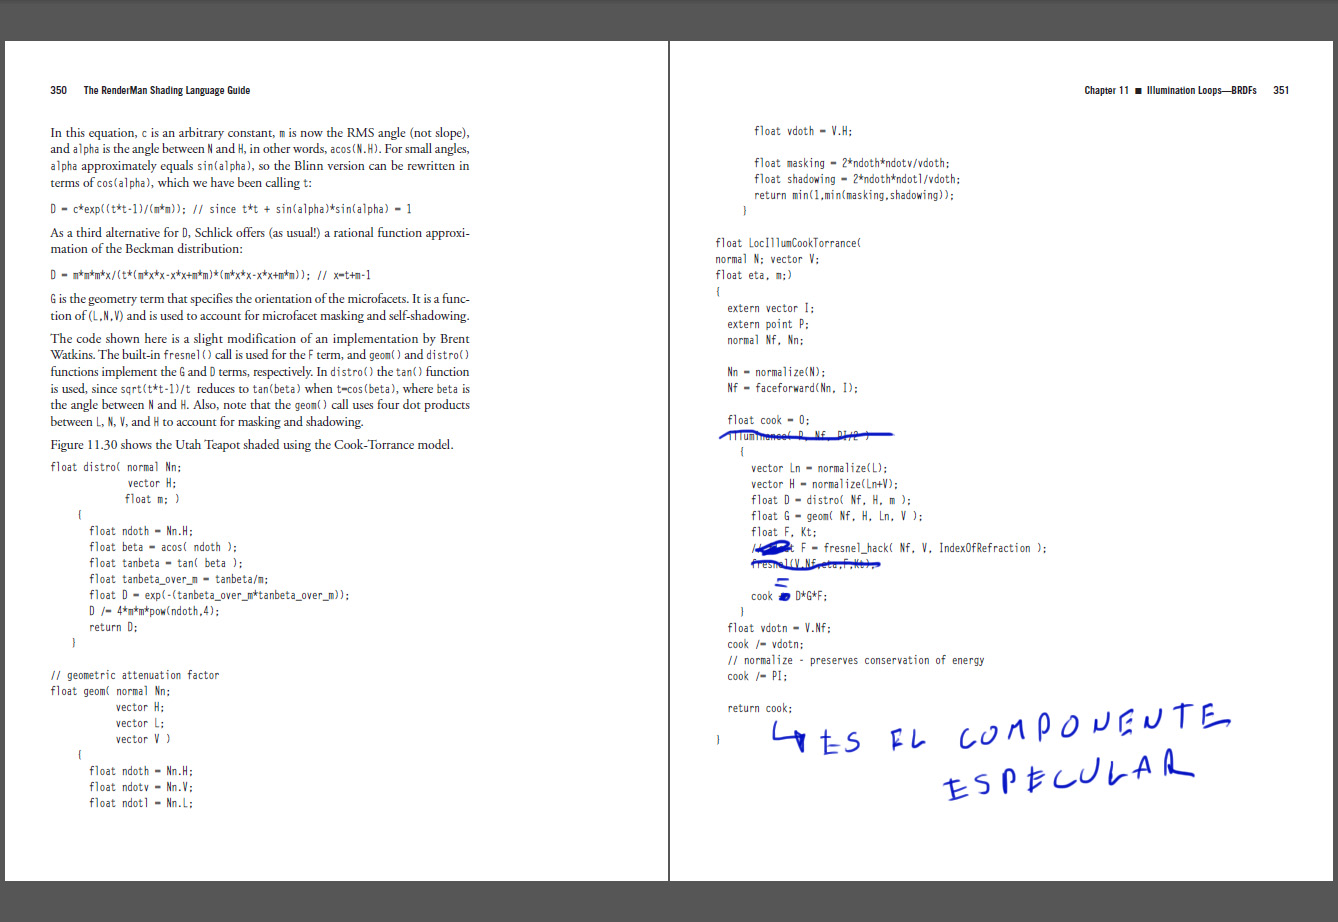 350 The RenderMan Shading Language Guide
In this equation, c is an arbitrary constant, m is now the RMS angle (not slope),
and alpha is the angle between N and H, in other words, acos(N.H). For small angles,
alpha approximately equals sin(alpha), so the Blinn version can be rewritten in
terms of cos(alpha), which we have been calling t:
D = c*exp((t*t-1)/(m*m)); // since t*t + sin(alpha)*sin(alpha) = 1
As a third alternative for D, Schlick offers (as usual!) a rational function approxi-
mation of the Beckman distribution:
D = m*m*m*x/(t*(m*x*x-x*x+m*m)*(m*x*x-x*x+m*m)); // x=t+m-1
G is the geometry term that specifies the orientation of the microfacets. It is a func-
tion of (L,N,V) and is used to account for microfacet masking and self-shadowing.
The code shown here is a slight modification of an implementation by Brent
Watkins. The built-in fresnel() call is used for the F term, and geom() and distro()
functions implement the G and D terms, respectively. In distro() the tan() function
is used, since sqrt(t*t-1)/t reduces to tan(beta) when t=cos(beta), where beta is
the angle between N and H. Also, note that the geom() call uses four dot products
between L, N, V, and H to account for masking and shadowing.
Figure 11.30 shows the Utah Teapot shaded using the Cook-Torrance model.
float distro( normal Nn;
vector H;
float m; )
{
float ndoth = Nn.H;
float beta = acos( ndoth );
float tanbeta = tan( beta );
float tanbeta_over_m = tanbeta/m;
float D = exp(-(tanbeta_over_m*tanbeta_over_m));
D /= 4*m*m*pow(ndoth,4);
return D;
}
// geometric attenuation factor
float geom( normal Nn;
vector H;
vector L;
vector V )
{
float ndoth = Nn.H;
float ndotv = Nn.V;
float ndotl = Nn.L;
Chapter 11 ■ Illumination Loops—BRDFs 351
float vdoth = V.H;
float masking = 2*ndoth*ndotv/vdoth;
float shadowing = 2*ndoth*ndotl/vdoth;
return min(1,min(masking,shadowing));
}
float LocIllumCookTorrance(
normal N; vector V;
float eta, m;)
{
extern vector I;
extern point P;
normal Nf, Nn;
Nn = normalize(N);
Nf = faceforward(Nn, I);
float cook = 0;
illuminance( P, Nf, PI/2 )
{
vector Ln = normalize(L);
vector H = normalize(Ln+V);
float D = distro( Nf, H, m );
float G = geom( Nf, H, Ln, V );
float F, Kt;
F = fresnel_hack( Nf, V, IndexOfRefraction );
fresnel(V,Nf,eta,F,Kt);
=
cook D*G*F;
}
float vdotn = V.Nf;
cook /= vdotn;
// normalize - preserves conservation of energy
cook /= PI;
return cook;
}
ES EL COMPONENTE
ESPECULAR